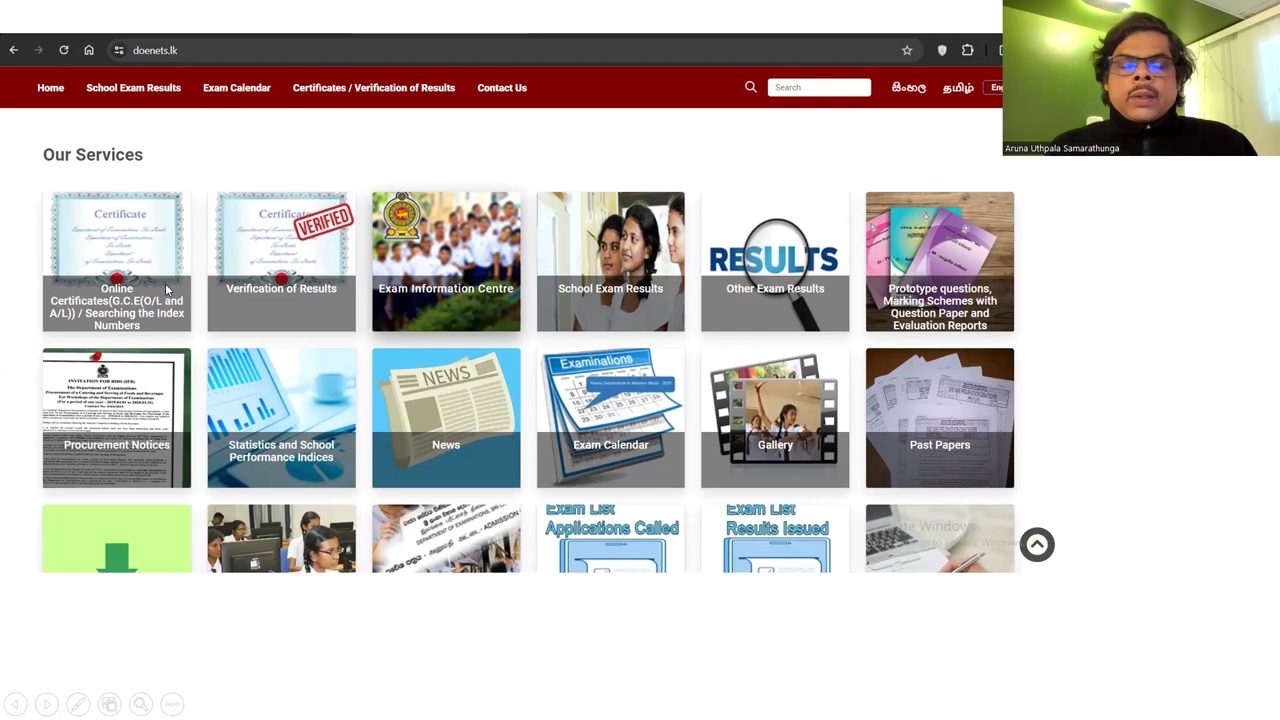 doenets.lk
Home
School Exam Results
Exam Calendar
Certificates / Verification of Results
Contact Us
Search
සිංහල
தமிழ்
Aruna Uthpala Samarathunga
Our Services
Certificate
Certificate
VERIFIED
RESULTS
Online
Certificates(G.C.E(O/L and
A/L)) / Searching the Index
Numbers
Verification of Results
Exam Information Centre
School Exam Results
Other Exam Results
Prototype questions,
Marking Schemes with
Question Paper and
Evaluation Reports
INVITATION FOR BIDS (IFB)
NEWS
Examinations
Procurement Notices
Statistics and School
Performance Indices
News
Exam Calendar
Gallery
Past Papers
Exam List
Applications Called
Exam List
Results Issued